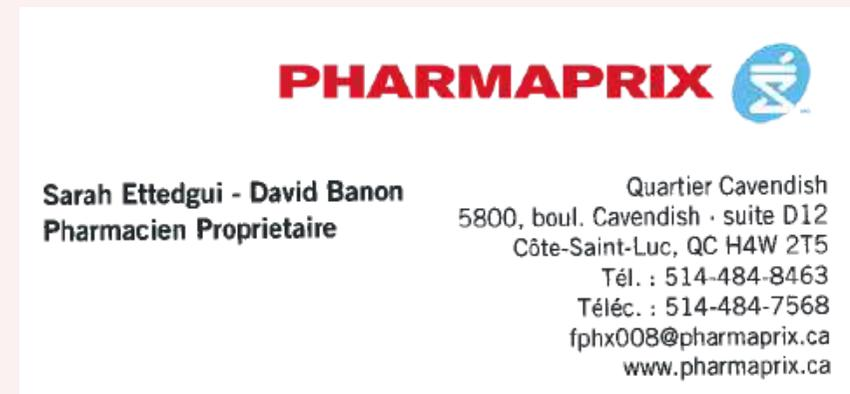 PHARMAPRIX
Sarah Ettedgui - David Banon
Pharmacien Proprietaire
Quartier Cavendish
5800, boul. Cavendish · suite D12
Côte-Saint-Luc, QC H4W 2T5
Tél. : 514-484-8463
Téléc. : 514-484-7568
fphx008@pharmaprix.ca
www.pharmaprix.ca